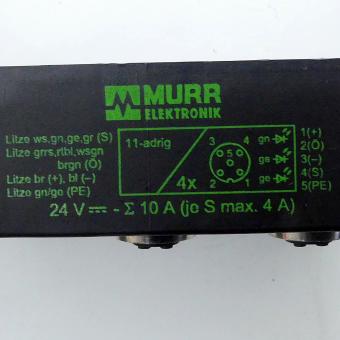 MURR
ELEKTRONIK
Litze ws,gn,ge,gr (S)
Litze grrs,rtbl,wsgn
brgn (Ö)
Litze br (+), bl (–)
Litze gn/ge (PE)
11-adrig
4x
3 4
5
2 1
gn
ge
ge
1(+)
2(Ö)
3(–)
4(S)
5(PE)
24 V ⎓ - Σ 10 A (je S max. 4 A)